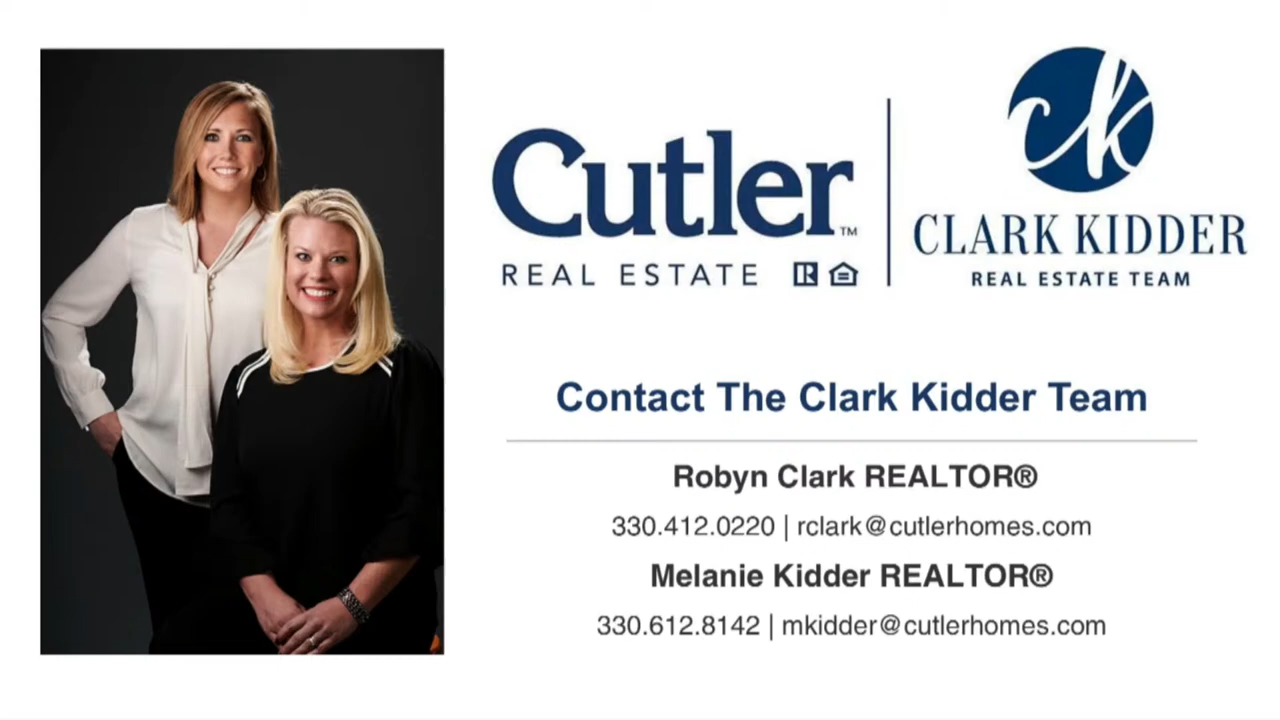 Cutler™
REAL ESTATE
ck
CLARK KIDDER
REAL ESTATE TEAM
Contact The Clark Kidder Team
Robyn Clark REALTOR®
330.412.0220 | rclark@cutlerhomes.com
Melanie Kidder REALTOR®
330.612.8142 | mkidder@cutlerhomes.com